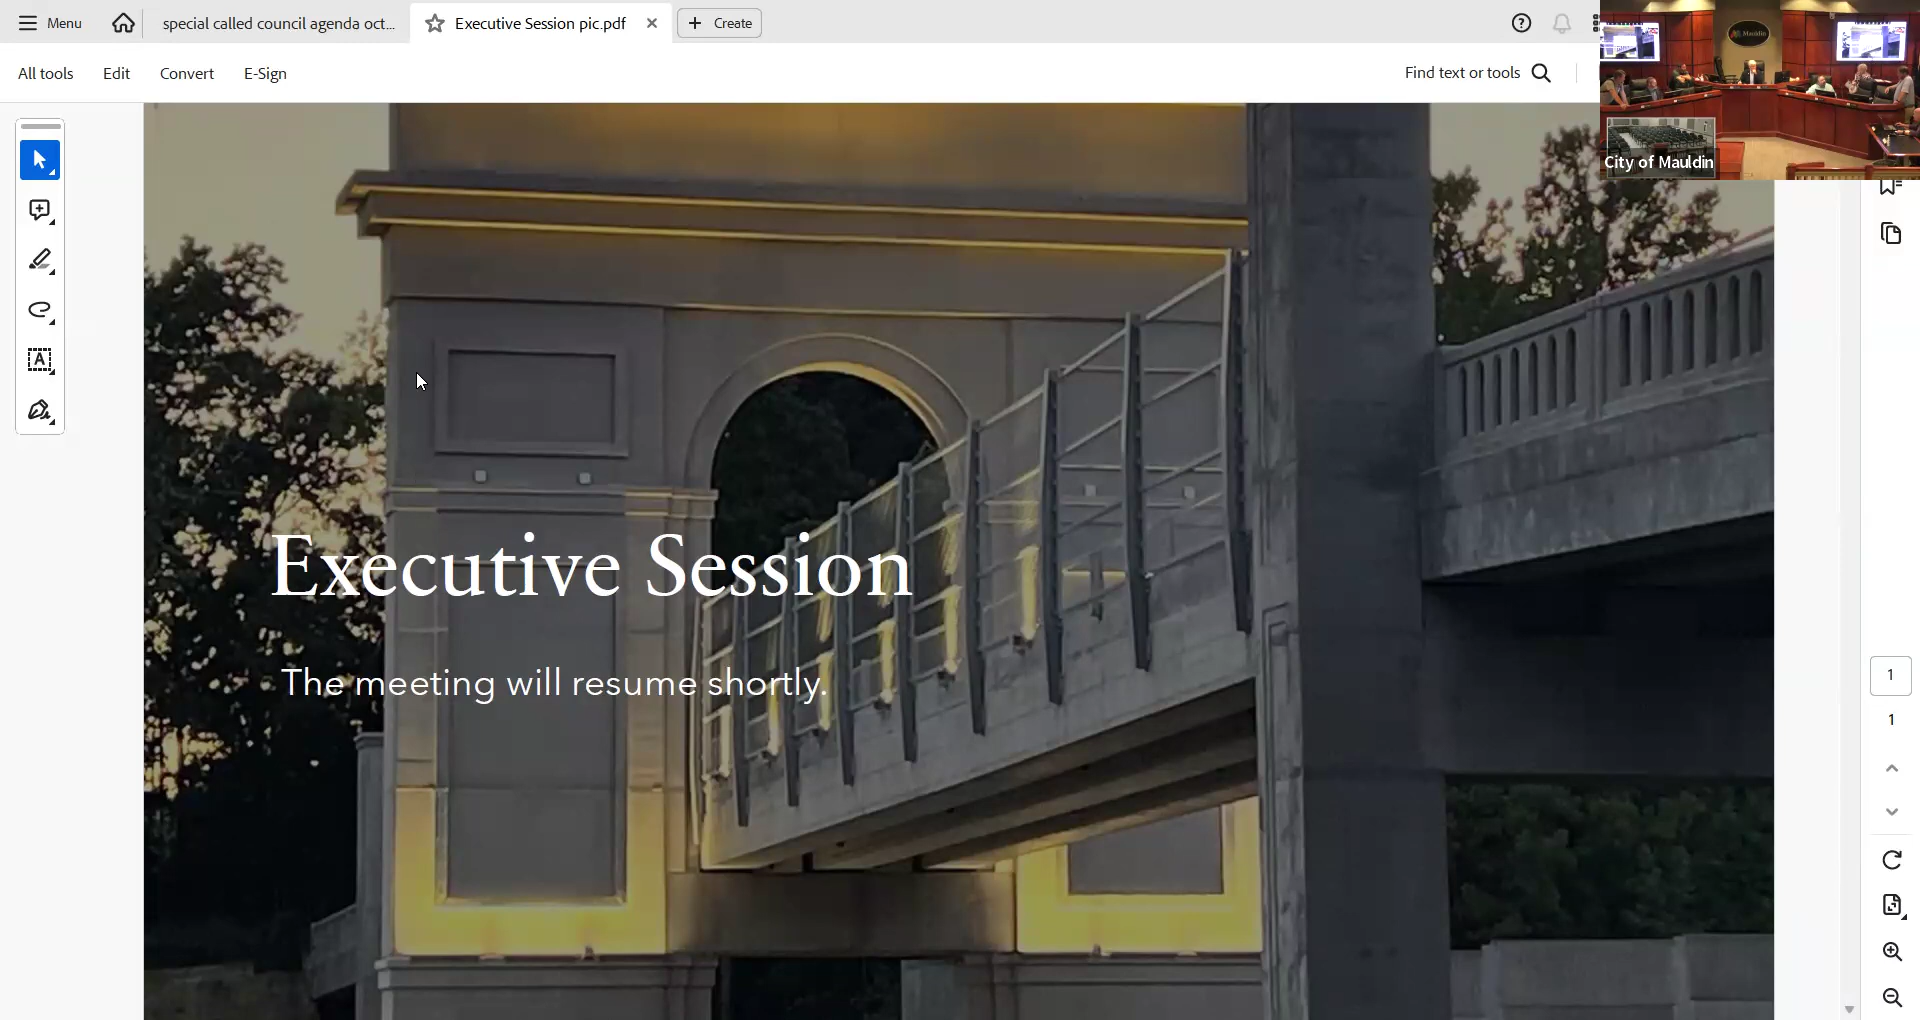 Menu
special called council agenda oct...
Executive Session pic.pdf
Create
All tools
Edit
Convert
E-Sign
Find text or tools
Mauldin
City of Mauldin
Executive Session
The meeting will resume shortly.
1
1